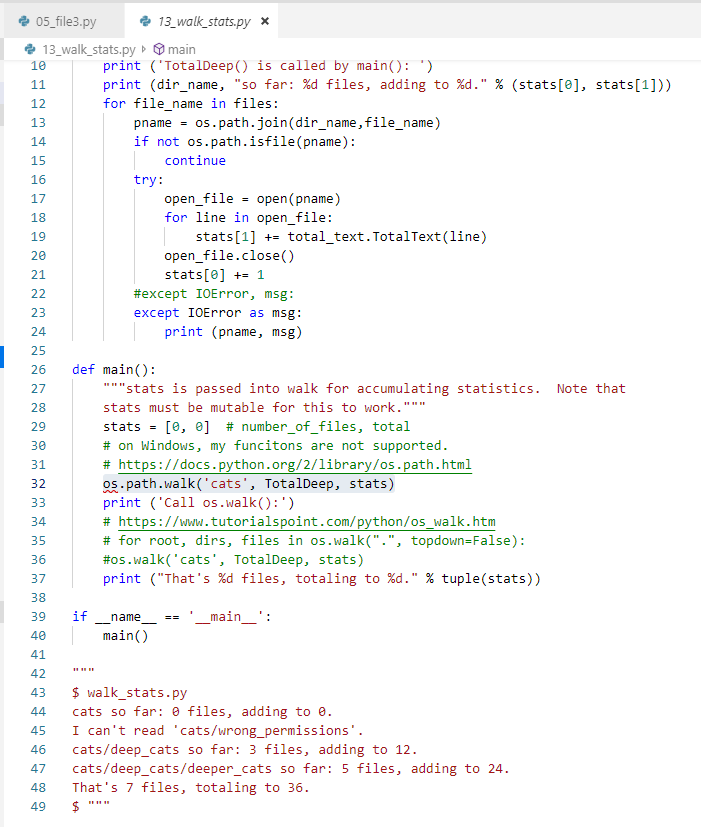 05_file3.py
13_walk_stats.py ×
13_walk_stats.py main
10 print ('TotalDeep() is called by main(): ')
11 print (dir_name, "so far: %d files, adding to %d." % (stats[0], stats[1]))
12 for file_name in files:
13 pname = os.path.join(dir_name,file_name)
14 if not os.path.isfile(pname):
15 continue
16 try:
17 open_file = open(pname)
18 for line in open_file:
19 stats[1] += total_text.TotalText(line)
20 open_file.close()
21 stats[0] += 1
22 #except IOError, msg:
23 except IOError as msg:
24 print (pname, msg)
25
26 def main():
27 """stats is passed into walk for accumulating statistics.  Note that
28 stats must be mutable for this to work."""
29 stats = [0, 0]  # number_of_files, total
30 # on Windows, my funcitons are not supported.
31 # https://docs.python.org/2/library/os.path.html
32 os.path.walk('cats', TotalDeep, stats)
33 print ('Call os.walk():')
34 # https://www.tutorialspoint.com/python/os_walk.htm
35 # for root, dirs, files in os.walk(".", topdown=False):
36 #os.walk('cats', TotalDeep, stats)
37 print ("That's %d files, totaling to %d." % tuple(stats))
38
39 if __name__ == '__main__':
40 main()
41
42 """
43 $ walk_stats.py
44 cats so far: 0 files, adding to 0.
45 I can't read 'cats/wrong_permissions'.
46 cats/deep_cats so far: 3 files, adding to 12.
47 cats/deep_cats/deeper_cats so far: 5 files, adding to 24.
48 That's 7 files, totaling to 36.
49 $ """